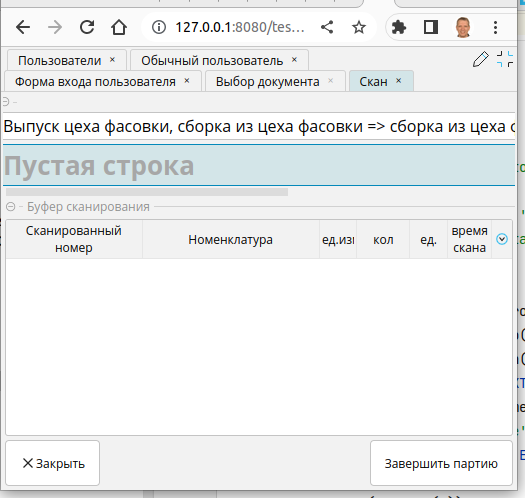 127.0.0.1:8080/tes
Пользователи × Обычный пользователь ×
Форма входа пользователя × Выбор документа × Скан ×
Выпуск цеха фасовки, сборка из цеха фасовки => сборка из цеха
Пустая строка
Буфер сканирования
Сканированный номер Номенклатура ед.изм кол ед. время скана
Закрыть Завершить партию